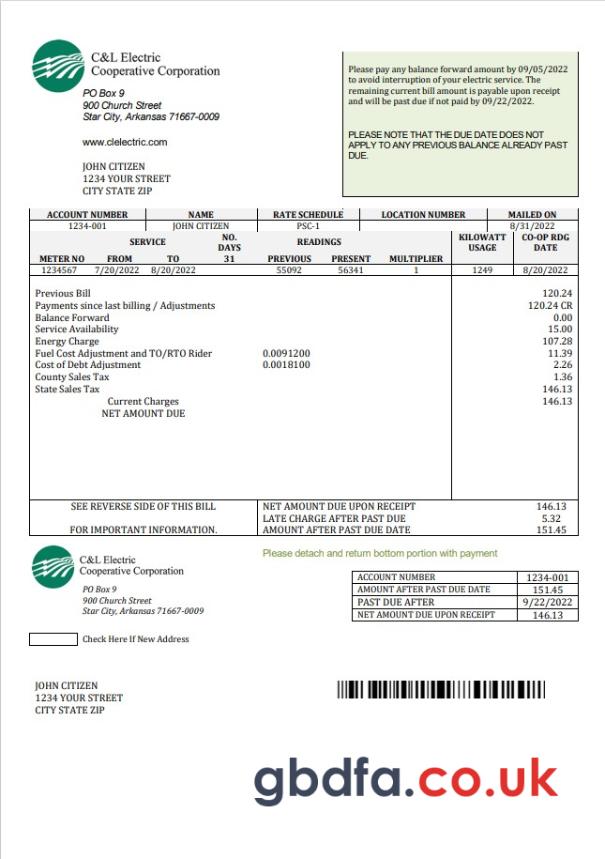 C&L Electric
Cooperative Corporation
PO Box 9
900 Church Street
Star City, Arkansas 71667-0009
www.clelectric.com
JOHN CITIZEN
1234 YOUR STREET
CITY STATE ZIP
Please pay any balance forward amount by 09/05/2022
to avoid interruption of your electric service. The
remaining current bill amount is payable upon receipt
and will be past due if not paid by 09/22/2022.
PLEASE NOTE THAT THE DUE DATE DOES NOT
APPLY TO ANY PREVIOUS BALANCE ALREADY PAST
DUE.
ACCOUNT NUMBER NAME RATE SCHEDULE LOCATION NUMBER MAILED ON
1234-001 JOHN CITIZEN PSC-1 8/31/2022
SERVICE NO. DAYS READINGS KILOWATT USAGE CO-OP RDG DATE
METER NO FROM TO 31 PREVIOUS PRESENT MULTIPLIER
1234567 7/20/2022 8/20/2022 55092 56341 1 1249 8/20/2022
Previous Bill 120.24
Payments since last billing / Adjustments 120.24 CR
Balance Forward 0.00
Service Availability 15.00
Energy Charge 107.28
Fuel Cost Adjustment and TO/RTO Rider 0.0091200 11.39
Cost of Debt Adjustment 0.0018100 2.26
County Sales Tax 1.36
State Sales Tax 146.13
Current Charges 146.13
NET AMOUNT DUE
SEE REVERSE SIDE OF THIS BILL NET AMOUNT DUE UPON RECEIPT 146.13
LATE CHARGE AFTER PAST DUE 5.32
FOR IMPORTANT INFORMATION. AMOUNT AFTER PAST DUE DATE 151.45
C&L Electric
Cooperative Corporation
PO Box 9
900 Church Street
Star City, Arkansas 71667-0009
Please detach and return bottom portion with payment
ACCOUNT NUMBER 1234-001
AMOUNT AFTER PAST DUE DATE 151.45
PAST DUE AFTER 9/22/2022
NET AMOUNT DUE UPON RECEIPT 146.13
Check Here If New Address
JOHN CITIZEN
1234 YOUR STREET
CITY STATE ZIP
gbdfa.co.uk